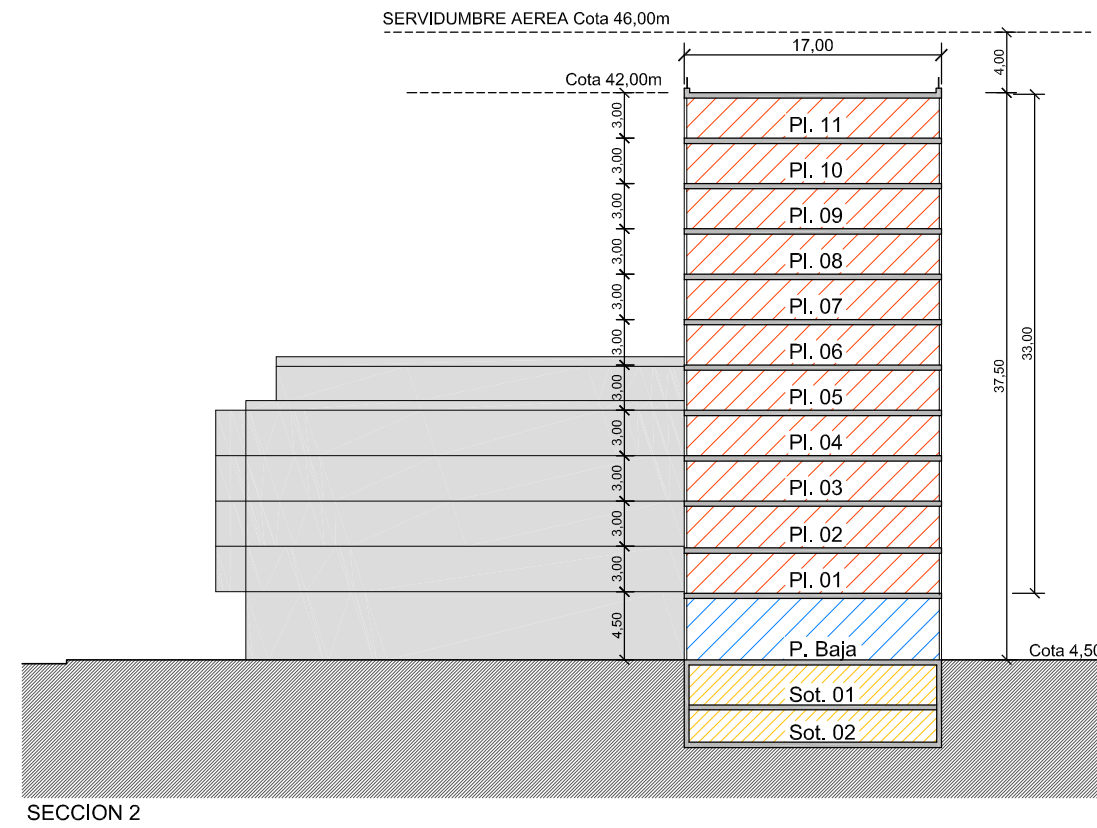 SERVIDUMBRE AEREA Cota 46,00m
17,00
4,00
Cota 42,00m
3,00
Pl. 11
3,00
Pl. 10
3,00
Pl. 09
3,00
Pl. 08
3,00
Pl. 07
3,00
Pl. 06
33,00
3,00
Pl. 05
37,50
3,00
Pl. 04
3,00
Pl. 03
3,00
Pl. 02
3,00
Pl. 01
4,50
P. Baja
Cota 4,50
Sot. 01
Sot. 02
SECCION 2